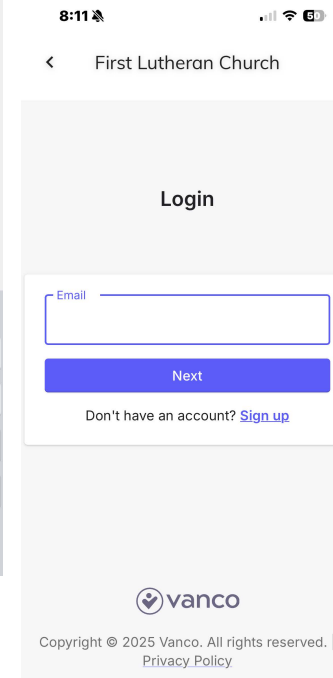 8:11
50
First Lutheran Church
Login
Email
Next
Don't have an account? Sign up
vanco
Copyright © 2025 Vanco. All rights reserved. |
Privacy Policy